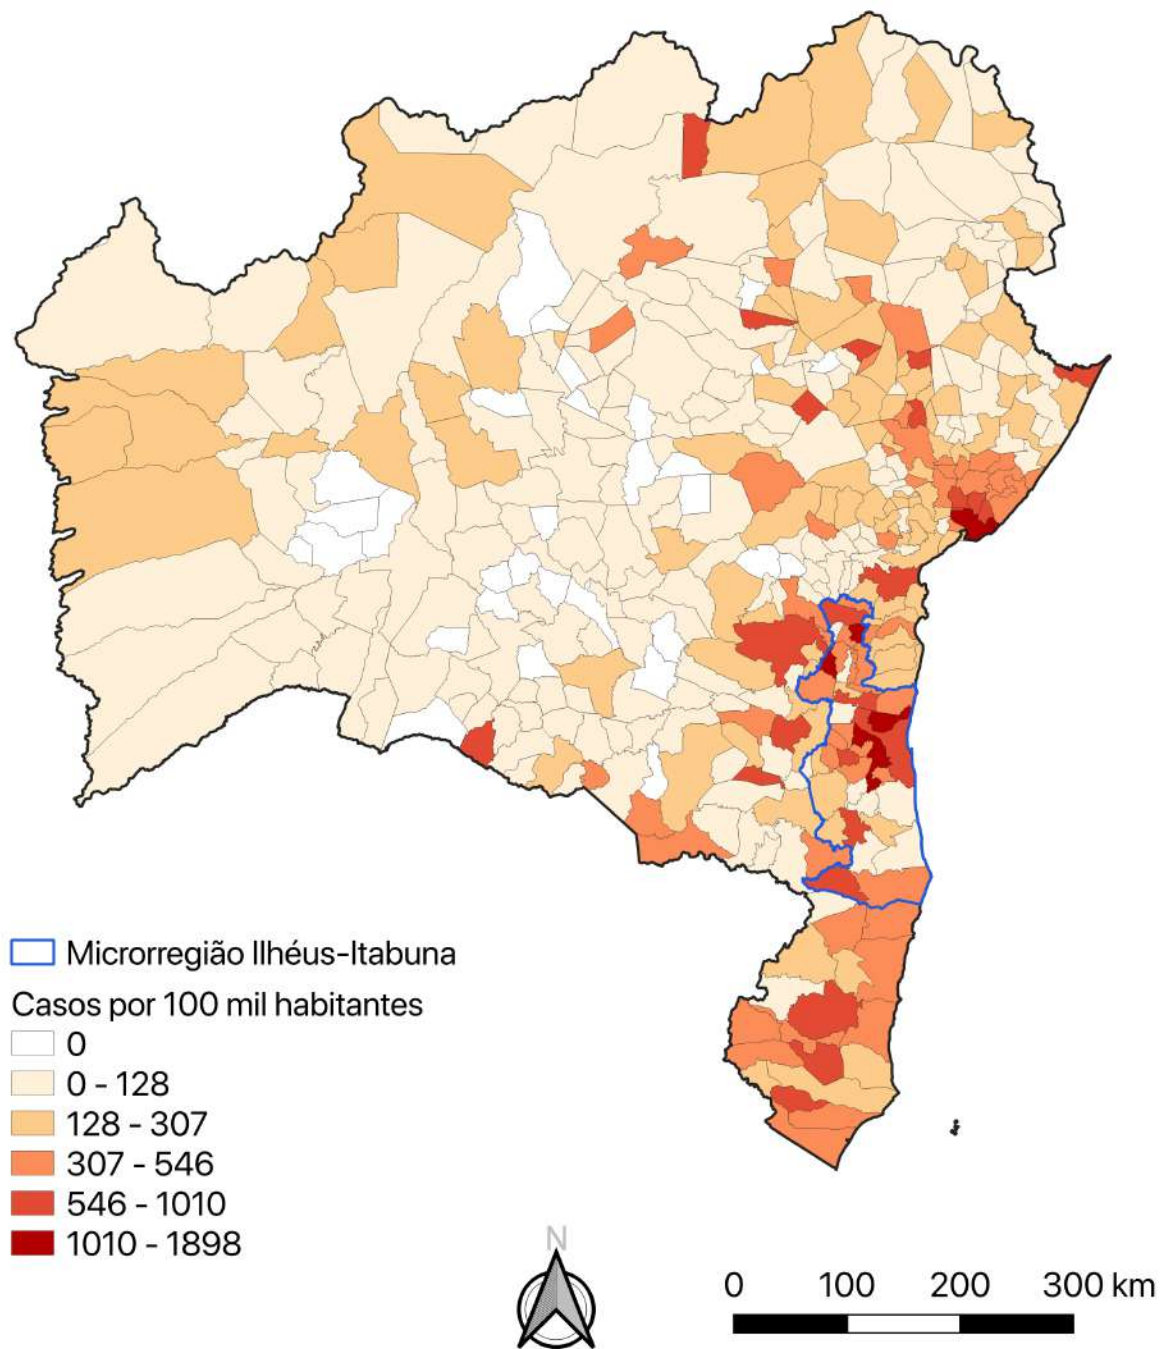 Microrregião Ilhéus-Itabuna
Casos por 100 mil habitantes
0
0 - 128
128 - 307
307 - 546
546 - 1010
1010 - 1898
N
0 100 200 300 km